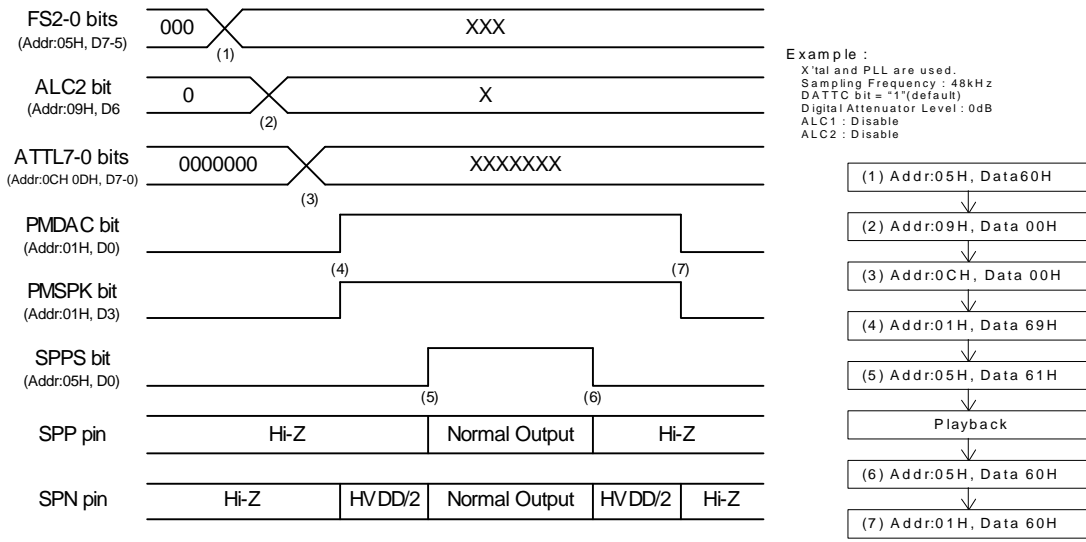 FS2-0 bits
(Addr:05H, D7-5)
000
XXX
(1)
ALC2 bit
(Addr:09H, D6
0
X
(2)
ATTL7-0 bits
(Addr:0CH 0DH, D7-0)
0000000
XXXXXXX
(3)
PMDAC bit
(Addr:01H, D0)
(4)
(7)
PMSPK bit
(Addr:01H, D3)
SPPS bit
(Addr:05H, D0)
(5)
(6)
SPP pin
Hi-Z
Normal Output
Hi-Z
SPN pin
Hi-Z
HVDD/2
Normal Output
HVDD/2
Hi-Z
Example :
X'tal and PLL are used.
Sampling Frequency : 48kHz
DATTC bit = “1”(default)
Digital Attenuator Level : 0dB
ALC1 : Disable
ALC2 : Disable
(1) Addr:05H, Data60H
(2) Addr:09H, Data 00H
(3) Addr:0CH, Data 00H
(4) Addr:01H, Data 69H
(5) Addr:05H, Data 61H
Playback
(6) Addr:05H, Data 60H
(7) Addr:01H, Data 60H